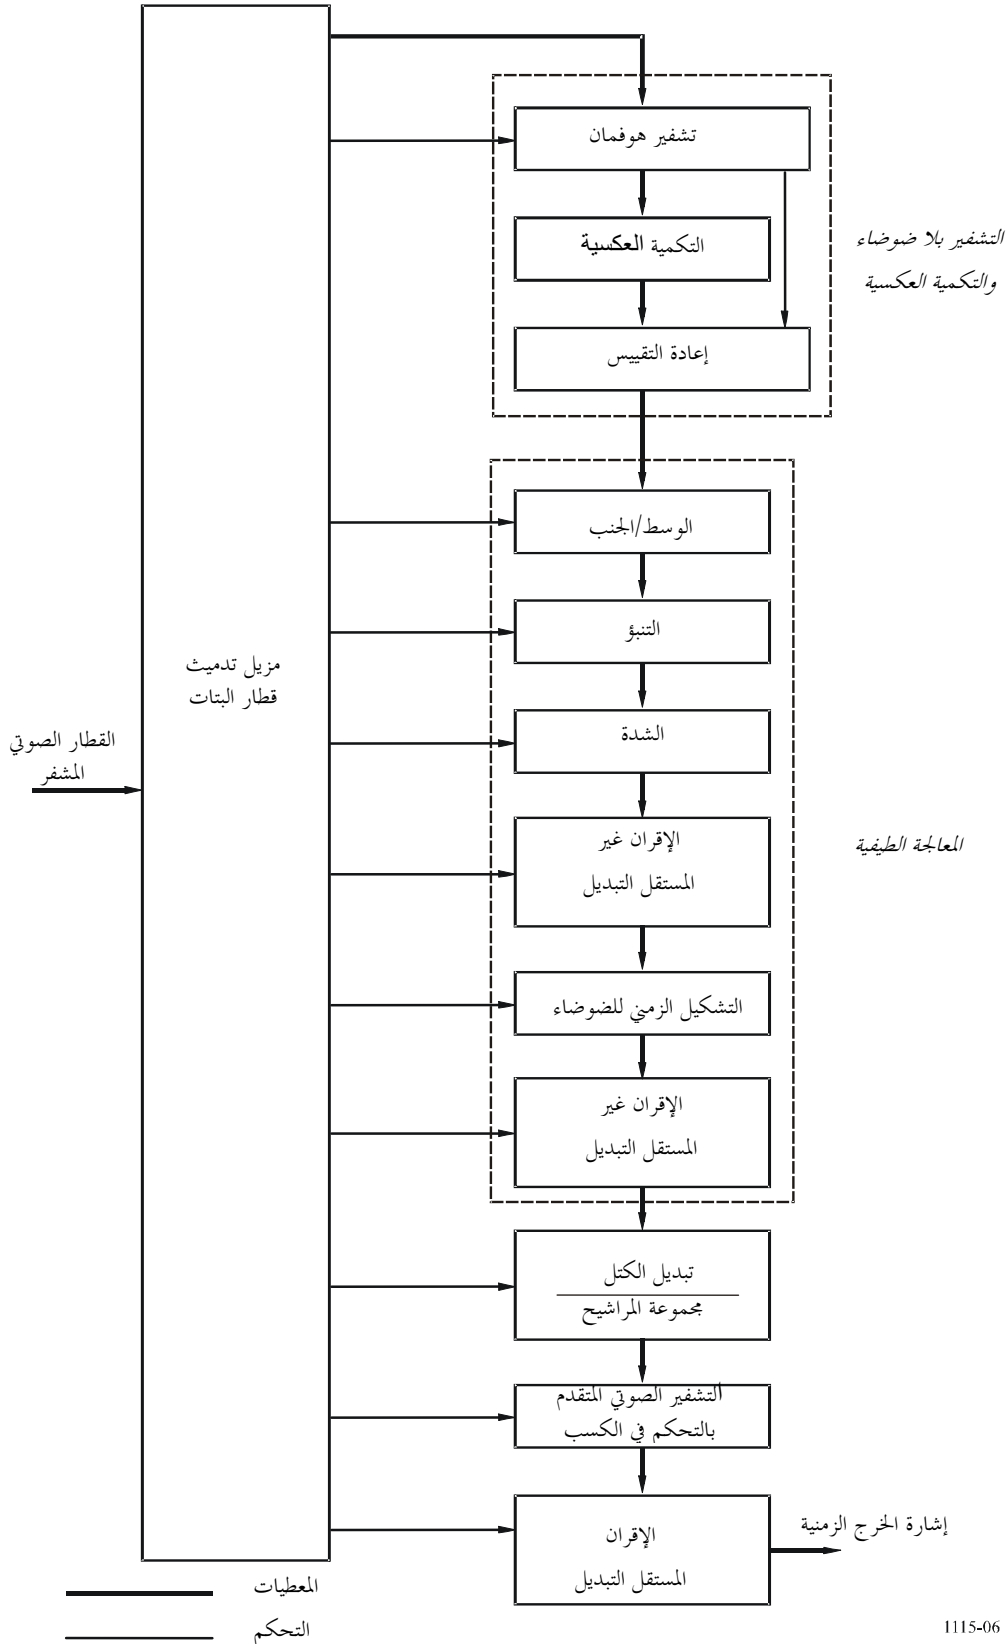 تشفير هوفمان
التكمية العكسية
إعادة التقييس
التشفير بلا ضوضاء
والتكمية العكسية
الوسط/الجنب
التنبؤ
الشدة
الإقران غير
المستقل التبديل
التشكيل الزمني للضوضاء
الإقران غير
المستقل التبديل
المعالجة الطيفية
مزيل تدميث
قطار البتات
القطار الصوتي
المشفر
تبديل الكتل
مجموعة المراشيح
التشفير الصوتي المتقدم
بالتحكم في الكسب
الإقران
المستقل التبديل
إشارة الخرج الزمنية
المعطيات
التحكم
1115-06